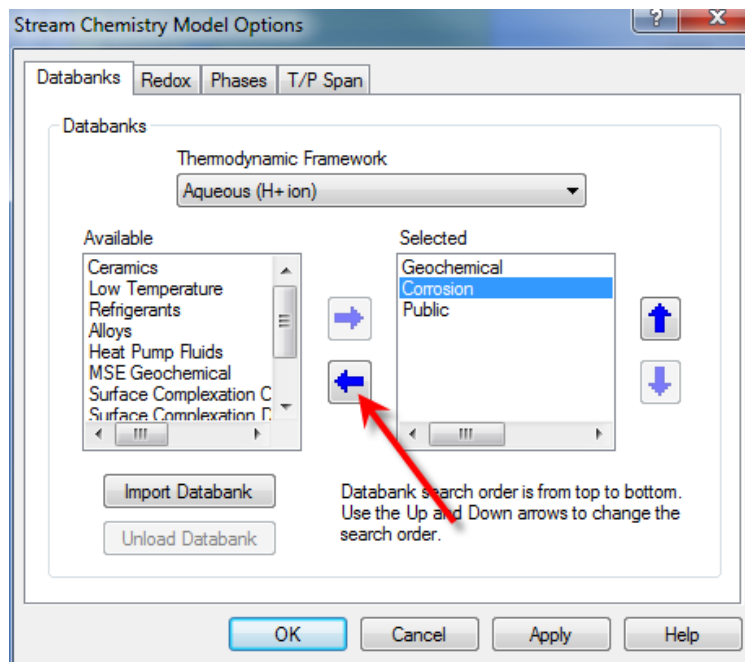 Stream Chemistry Model Options
Databanks Redox Phases T/P Span
Databanks
Thermodynamic Framework
Aqueous (H+ ion)
Available
Ceramics
Low Temperature
Refrigerants
Alloys
Heat Pump Fluids
MSE Geochemical
Surface Complexation C
Surface Complexation D
Selected
Geochemical
Corrosion
Public
Import Databank
Unload Databank
Databank search order is from top to bottom.
Use the Up and Down arrows to change the
search order.
OK Cancel Apply Help